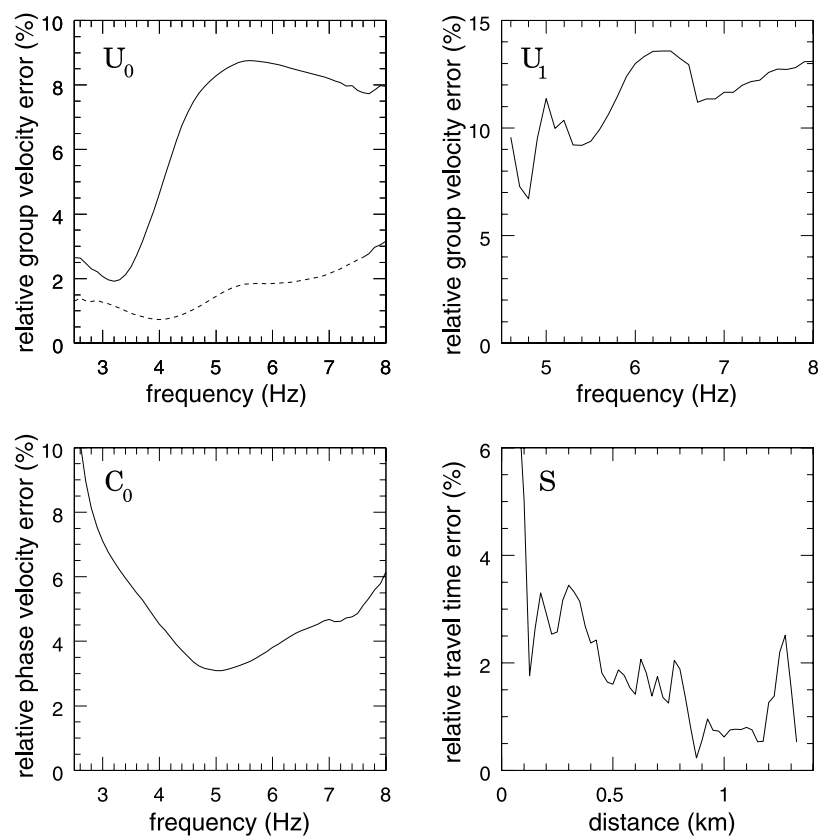 relative group velocity error (%)
10
8
6
4
2
0
U0
3 4 5 6 7 8
frequency (Hz)
relative group velocity error (%)
15
10
5
0
U1
5 6 7 8
frequency (Hz)
relative phase velocity error (%)
10
8
6
4
2
0
C0
3 4 5 6 7 8
frequency (Hz)
relative travel time error (%)
6
4
2
0
S
0 0.5 1
distance (km)